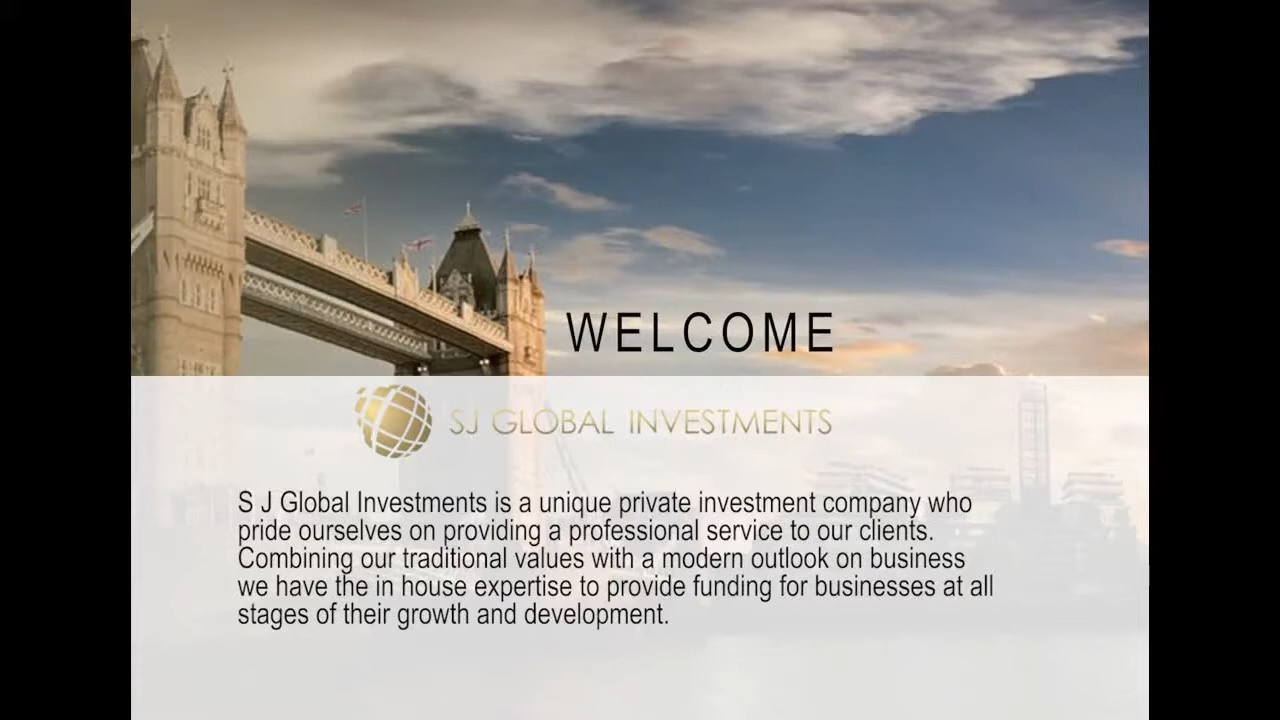 WELCOME
SJ GLOBAL INVESTMENTS
S J Global Investments is a unique private investment company who
pride ourselves on providing a professional service to our clients.
Combining our traditional values with a modern outlook on business
we have the in house expertise to provide funding for businesses at all
stages of their growth and development.